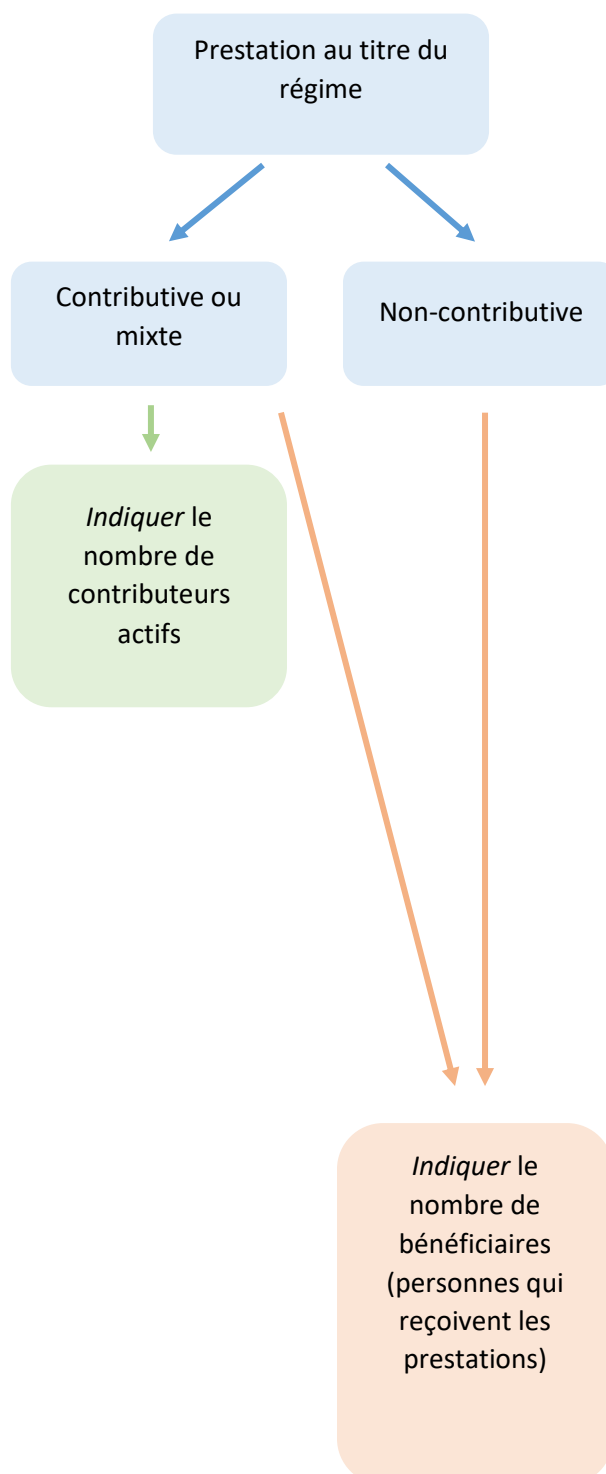 Prestation au titre du
régime
Contributive ou
mixte
Non-contributive
Indiquer le
nombre de
contributeurs
actifs
Indiquer le
nombre de
bénéficiaires
(personnes qui
reçoivent les
prestations)